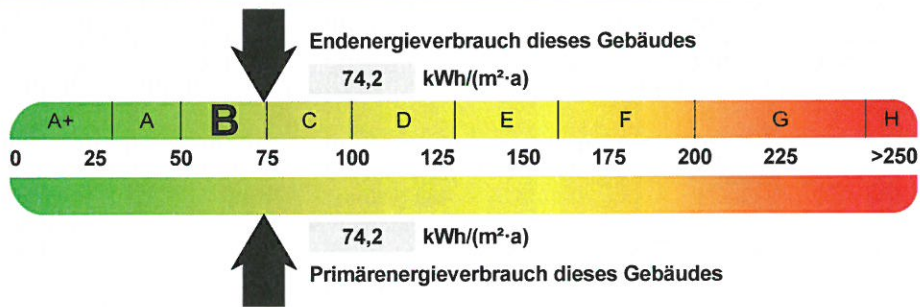 Endenergieverbrauch dieses Gebäudes
74,2 kWh/(m²·a)
A+ A B C D E F G H
0 25 50 75 100 125 150 175 200 225 >250
74,2 kWh/(m²·a)
Primärenergieverbrauch dieses Gebäudes